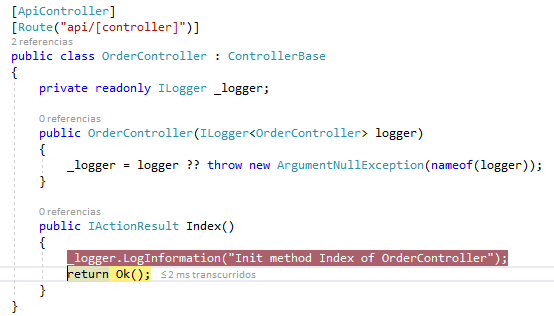 [ApiController]
[Route("api/[controller]")]
2 referencias
public class OrderController : ControllerBase
{
private readonly ILogger _logger;
0 referencias
public OrderController(ILogger<OrderController> logger)
{
_logger = logger ?? throw new ArgumentNullException(nameof(logger));
}
0 referencias
public IActionResult Index()
{
_logger.LogInformation("Init method Index of OrderController");
return Ok(); ≤2 ms transcurridos
}
}